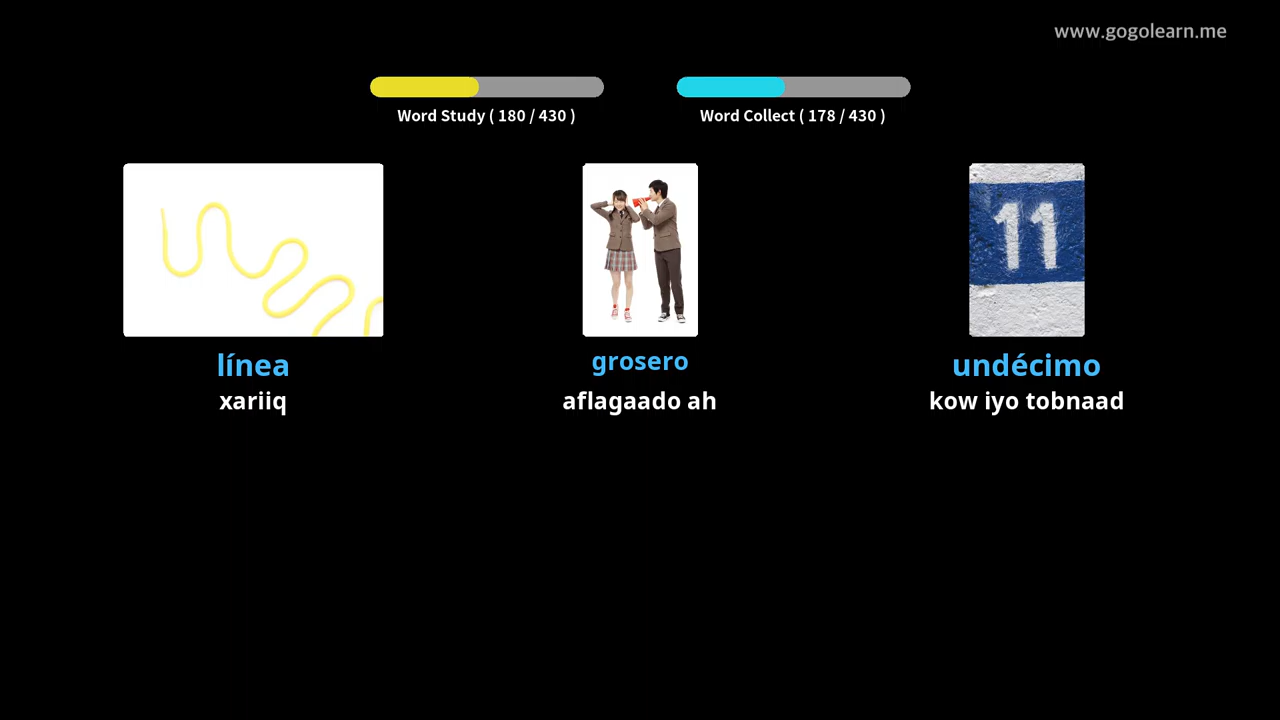 www.gogolearn.me
Word Study ( 180 / 430 )
Word Collect ( 178 / 430 )
11
línea
grosero
undécimo
xariiq
aflagaado ah
kow iyo tobnaad